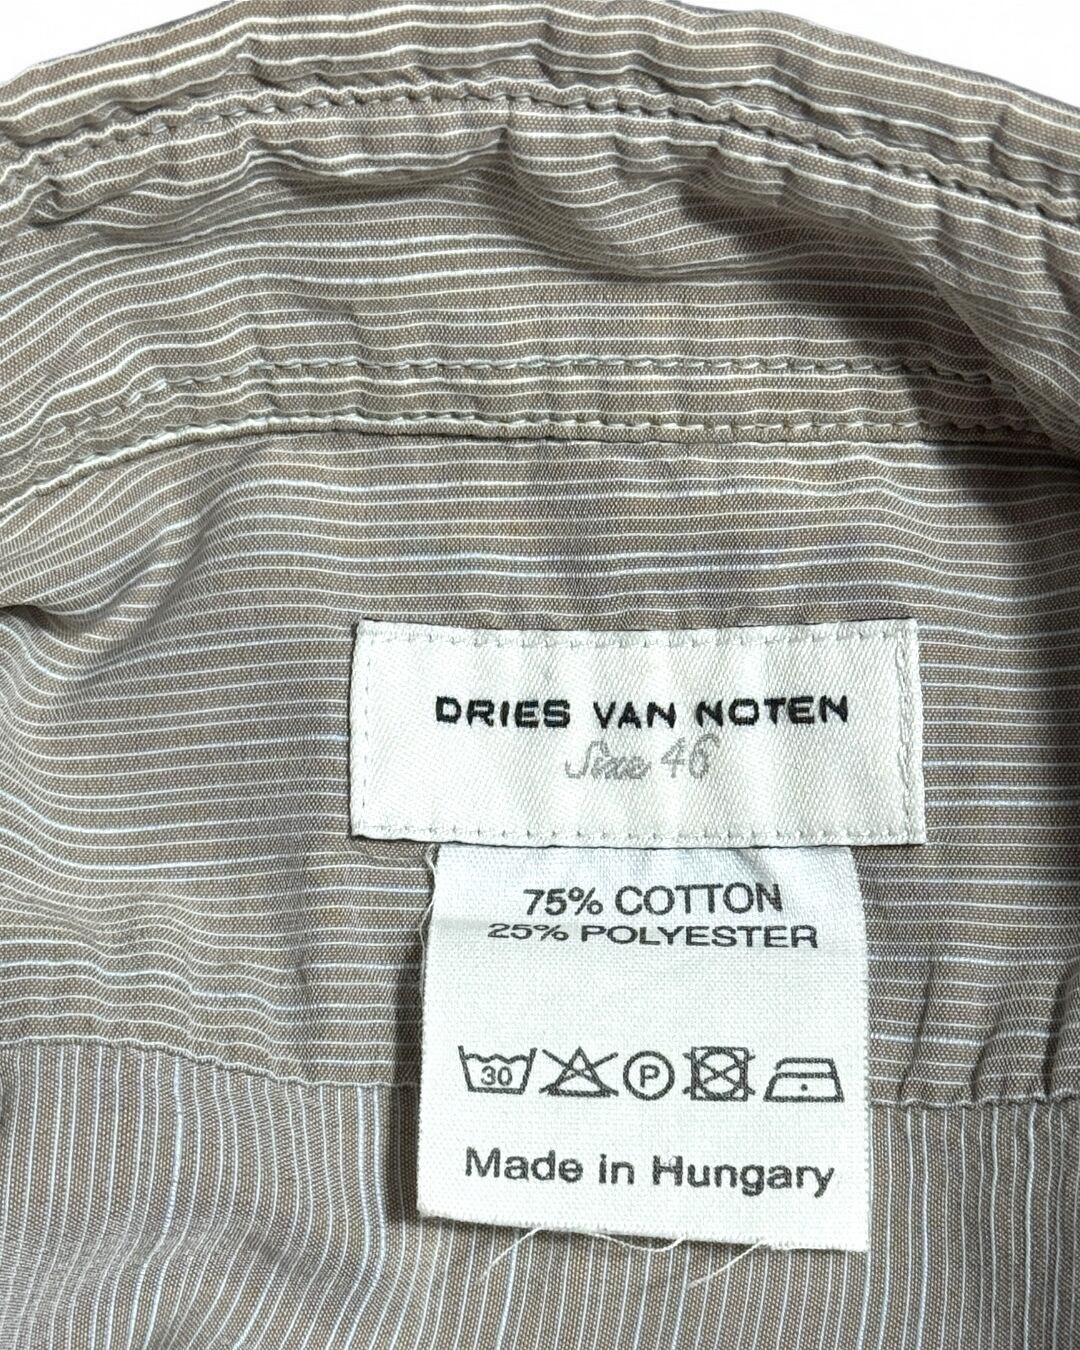 DRIES VAN NOTEN
Size 46
75% COTTON
25% POLYESTER
30 P
Made in Hungary